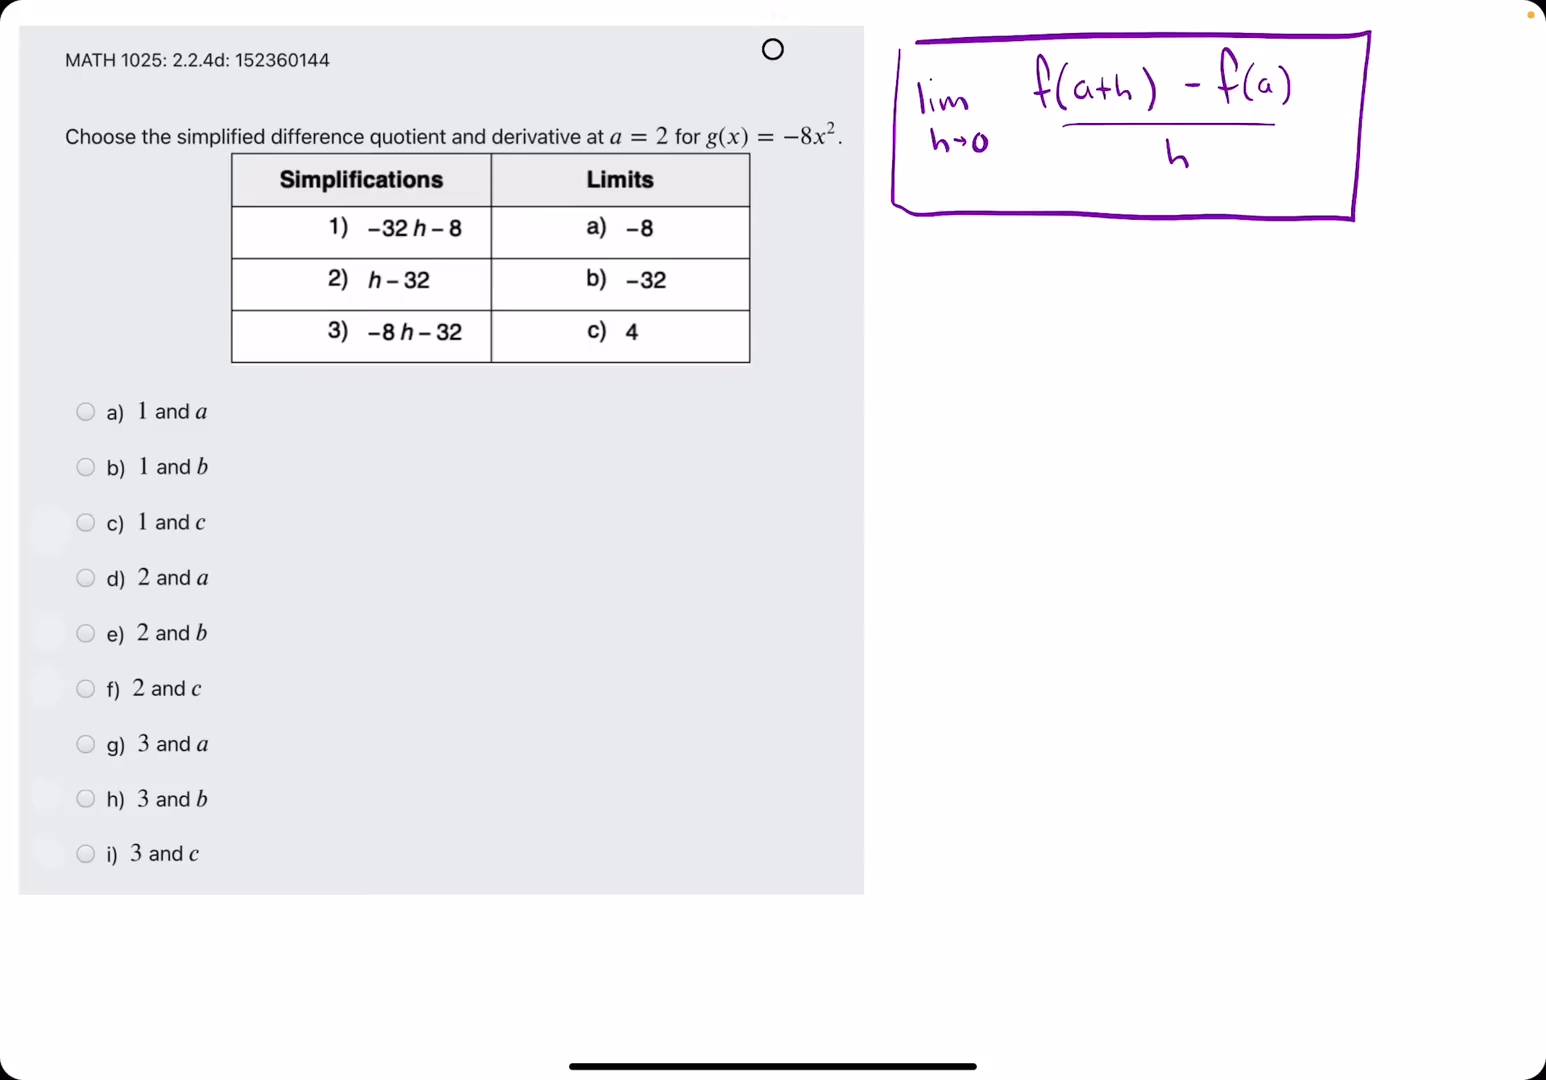 MATH 1025: 2.2.4d: 152360144
Choose the simplified difference quotient and derivative at a = 2 for g(x) = −8x².
Simplifications Limits
1) −32 h − 8 a) −8
2) h − 32 b) −32
3) −8 h − 32 c) 4
a) 1 and a
b) 1 and b
c) 1 and c
d) 2 and a
e) 2 and b
f) 2 and c
g) 3 and a
h) 3 and b
i) 3 and c
lim f(a+h) - f(a)
h→0 h